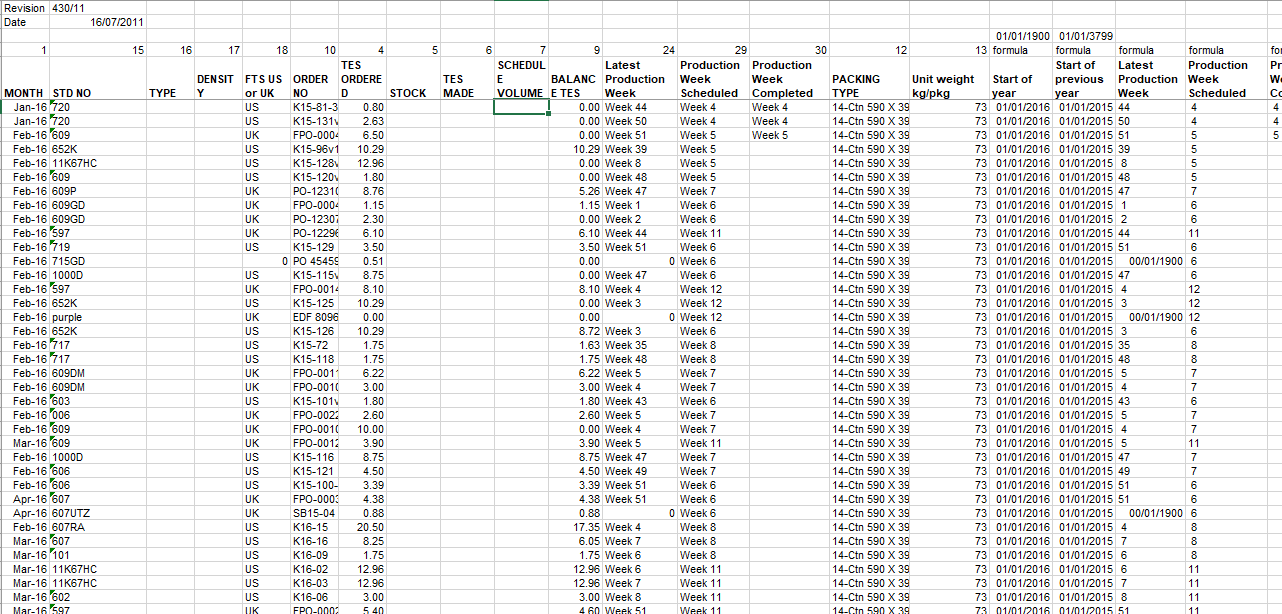 Revision 430/11
Date 16/07/2011
01/01/1900 01/01/3799
1 15 16 17 18 10 4 5 6 7 9 24 29 30 12 13 formula formula formula formula
MONTH STD NO TYPE DENSIT Y FTS US or UK ORDER NO TES ORDERE D STOCK TES MADE SCHEDUL E VOLUME BALANC E TES Latest Production Week Production Week Scheduled Production Week Completed PACKING TYPE Unit weight kg/pkg Start of year Start of previous year Latest Production Week Production Week Scheduled
Jan-16 720 US K15-81-3 0.80 0.00 Week 44 Week 4 Week 4 14-Ctn 590 X 39 73 01/01/2016 01/01/2015 44 4 4
Jan-16 720 US K15-131v 2.63 0.00 Week 50 Week 4 Week 4 14-Ctn 590 X 39 73 01/01/2016 01/01/2015 50 4 4
Feb-16 609 UK FPO-0004 6.50 0.00 Week 51 Week 5 Week 5 14-Ctn 590 X 39 73 01/01/2016 01/01/2015 51 5 5
Feb-16 652K US K15-96v1 10.29 10.29 Week 39 Week 5 14-Ctn 590 X 39 73 01/01/2016 01/01/2015 39 5
Feb-16 11K67HC US K15-128v 12.96 0.00 Week 8 Week 5 14-Ctn 590 X 39 73 01/01/2016 01/01/2015 8 5
Feb-16 609 US K15-120v 1.80 0.00 Week 48 Week 5 14-Ctn 590 X 39 73 01/01/2016 01/01/2015 48 5
Feb-16 609P UK PO-12310 8.76 5.26 Week 47 Week 7 14-Ctn 590 X 39 73 01/01/2016 01/01/2015 47 7
Feb-16 609GD UK FPO-0004 1.15 1.15 Week 1 Week 6 14-Ctn 590 X 39 73 01/01/2016 01/01/2015 1 6
Feb-16 609GD UK PO-12307 2.30 0.00 Week 2 Week 6 14-Ctn 590 X 39 73 01/01/2016 01/01/2015 2 6
Feb-16 597 UK PO-12296 6.10 6.10 Week 44 Week 11 14-Ctn 590 X 39 73 01/01/2016 01/01/2015 44 11
Feb-16 719 US K15-129 3.50 3.50 Week 51 Week 6 14-Ctn 590 X 39 73 01/01/2016 01/01/2015 51 6
Feb-16 715GD 0 PO 45459 0.51 0.00 0 Week 6 14-Ctn 590 X 39 73 01/01/2016 01/01/2015 00/01/1900 6
Feb-16 1000D US K15-115v 8.75 0.00 Week 47 Week 6 14-Ctn 590 X 39 73 01/01/2016 01/01/2015 47 6
Feb-16 597 UK FPO-0014 8.10 8.10 Week 4 Week 12 14-Ctn 590 X 39 73 01/01/2016 01/01/2015 4 12
Feb-16 652K US K15-125 10.29 0.00 Week 3 Week 12 14-Ctn 590 X 39 73 01/01/2016 01/01/2015 3 12
Feb-16 purple UK EDF 8096 0.00 0.00 0 Week 12 14-Ctn 590 X 39 73 01/01/2016 01/01/2015 00/01/1900 12
Feb-16 652K US K15-126 10.29 8.72 Week 3 Week 6 14-Ctn 590 X 39 73 01/01/2016 01/01/2015 3 6
Feb-16 717 US K15-72 1.75 1.63 Week 35 Week 8 14-Ctn 590 X 39 73 01/01/2016 01/01/2015 35 8
Feb-16 717 US K15-118 1.75 1.75 Week 48 Week 8 14-Ctn 590 X 39 73 01/01/2016 01/01/2015 48 8
Feb-16 609DM UK FPO-0011 6.22 6.22 Week 5 Week 7 14-Ctn 590 X 39 73 01/01/2016 01/01/2015 5 7
Feb-16 609DM UK FPO-0010 3.00 3.00 Week 4 Week 7 14-Ctn 590 X 39 73 01/01/2016 01/01/2015 4 7
Feb-16 603 US K15-101v 1.80 1.80 Week 43 Week 6 14-Ctn 590 X 39 73 01/01/2016 01/01/2015 43 6
Feb-16 006 UK FPO-0022 2.60 2.60 Week 5 Week 7 14-Ctn 590 X 39 73 01/01/2016 01/01/2015 5 7
Feb-16 609 UK FPO-0010 10.00 0.00 Week 4 Week 7 14-Ctn 590 X 39 73 01/01/2016 01/01/2015 4 7
Mar-16 609 UK FPO-0012 3.90 3.90 Week 5 Week 11 14-Ctn 590 X 39 73 01/01/2016 01/01/2015 5 11
Feb-16 1000D US K15-116 8.75 8.75 Week 47 Week 7 14-Ctn 590 X 39 73 01/01/2016 01/01/2015 47 7
Feb-16 606 US K15-121 4.50 4.50 Week 49 Week 7 14-Ctn 590 X 39 73 01/01/2016 01/01/2015 49 7
Feb-16 606 US K15-100- 3.39 3.39 Week 51 Week 6 14-Ctn 590 X 39 73 01/01/2016 01/01/2015 51 6
Apr-16 607 UK FPO-0003 4.38 4.38 Week 51 Week 6 14-Ctn 590 X 39 73 01/01/2016 01/01/2015 51 6
Apr-16 607UTZ UK SB15-04 0.88 0.88 0 Week 6 14-Ctn 590 X 39 73 01/01/2016 01/01/2015 00/01/1900 6
Feb-16 607RA US K16-15 20.50 17.35 Week 4 Week 8 14-Ctn 590 X 39 73 01/01/2016 01/01/2015 4 8
Mar-16 607 US K16-16 8.25 6.05 Week 7 Week 8 14-Ctn 590 X 39 73 01/01/2016 01/01/2015 7 8
Mar-16 101 US K16-09 1.75 1.75 Week 6 Week 8 14-Ctn 590 X 39 73 01/01/2016 01/01/2015 6 8
Mar-16 11K67HC US K16-02 12.96 12.96 Week 6 Week 11 14-Ctn 590 X 39 73 01/01/2016 01/01/2015 6 11
Mar-16 11K67HC US K16-03 12.96 12.96 Week 7 Week 11 14-Ctn 590 X 39 73 01/01/2016 01/01/2015 7 11
Mar-16 602 US K16-06 3.00 3.00 Week 8 Week 11 14-Ctn 590 X 39 73 01/01/2016 01/01/2015 8 11
Mar-16 597 UK FPO-0002 5.40 4.60 Week 51 Week 11 14-Ctn 590 X 39 73 01/01/2016 01/01/2015 51 11